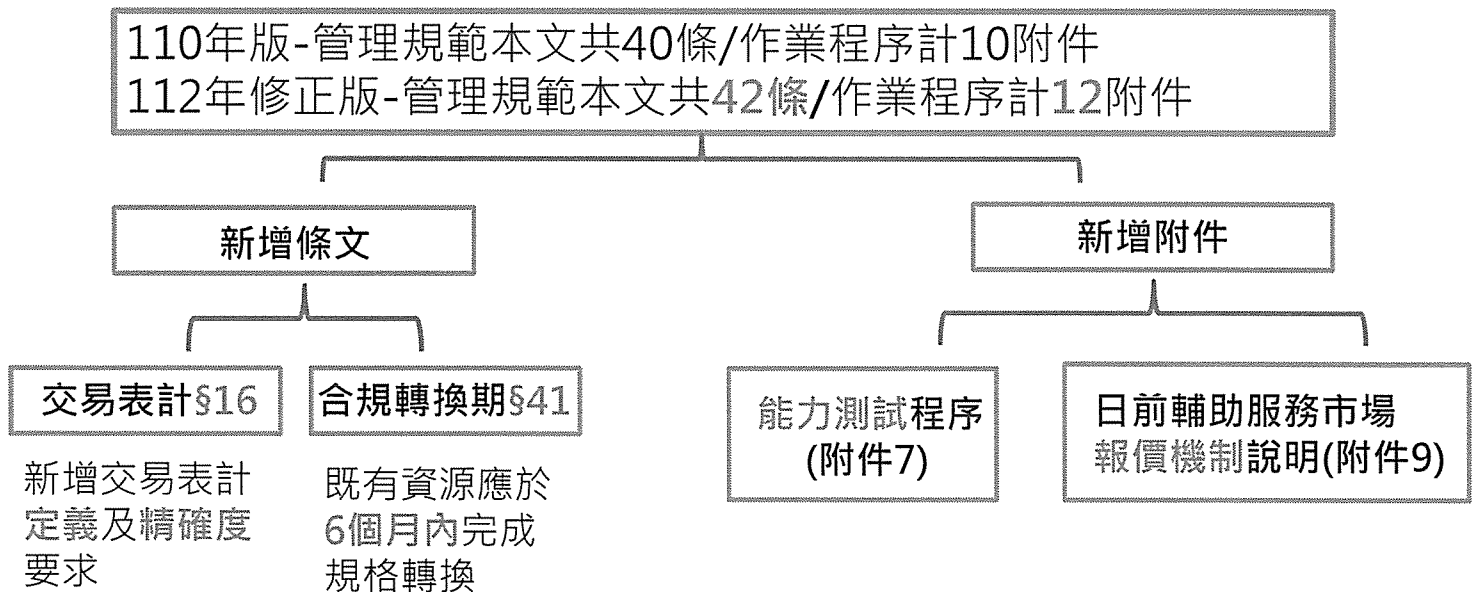 110年版-管理規範本文共40條/作業程序計10附件
112年修正版-管理規範本文共42條/作業程序計12附件
新增條文
新增附件
交易表計§16
合規轉換期§41
能力測試程序
(附件7)
日前輔助服務市場
報價機制說明(附件9)
新增交易表計
定義及精確度
要求
既有資源應於
6個月內完成
規格轉換